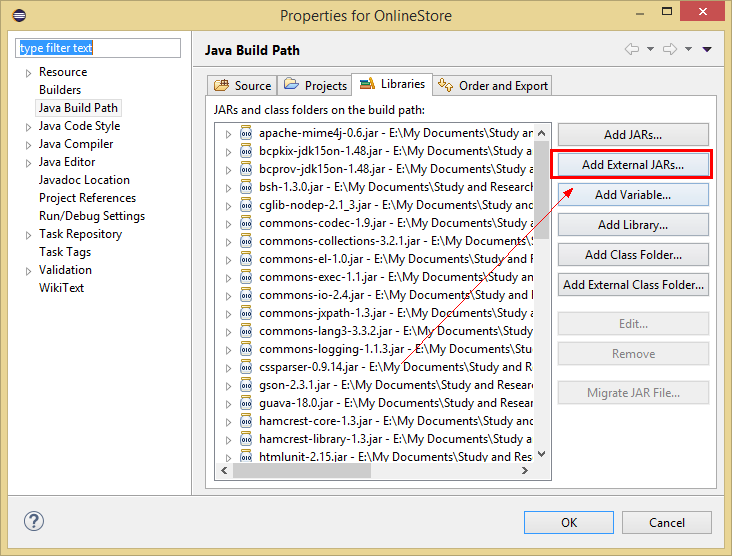 Properties for OnlineStore
type filter text
Resource
Builders
Java Build Path
Java Code Style
Java Compiler
Java Editor
Javadoc Location
Project References
Run/Debug Settings
Task Repository
Task Tags
Validation
WikiText
Java Build Path
Source
Projects
Libraries
Order and Export
JARs and class folders on the build path:
apache-mime4j-0.6.jar - E:\My Documents\Study and
bcpkix-jdk15on-1.48.jar - E:\My Documents\Study an
bcprov-jdk15on-1.48.jar - E:\My Documents\Study an
bsh-1.3.0.jar - E:\My Documents\Study and Research
cglib-nodep-2.1_3.jar - E:\My Documents\Study and
commons-codec-1.9.jar - E:\My Documents\Study an
commons-collections-3.2.1.jar - E:\My Documents\St
commons-el-1.0.jar - E:\My Documents\Study and Re
commons-exec-1.1.jar - E:\My Documents\Study and
commons-io-2.4.jar - E:\My Documents\Study and R
commons-jxpath-1.3.jar - E:\My Documents\Study ar
commons-lang3-3.3.2.jar - E:\My Documents\Study a
commons-logging-1.1.3.jar - E:\My Documents\Stud
cssparser-0.9.14.jar - E:\My Documents\Study and R
gson-2.3.1.jar - E:\My Documents\Study and Resear
guava-18.0.jar - E:\My Documents\Study and Resear
hamcrest-core-1.3.jar - E:\My Documents\Study and
hamcrest-library-1.3.jar - E:\My Documents\Study a
htmlunit-2.15.jar - E:\My Documents\Study and Res
Add JARs...
Add External JARs...
Add Variable...
Add Library...
Add Class Folder...
Add External Class Folder...
Edit...
Remove
Migrate JAR File...
OK
Cancel